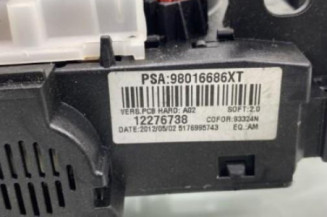 PSA:98016686XT
VERS.PCB HARD: A02 SOFT:2.0
12276738 COFOR:93324N
DATE:2012/05/02 5176995743 EQ.:AM